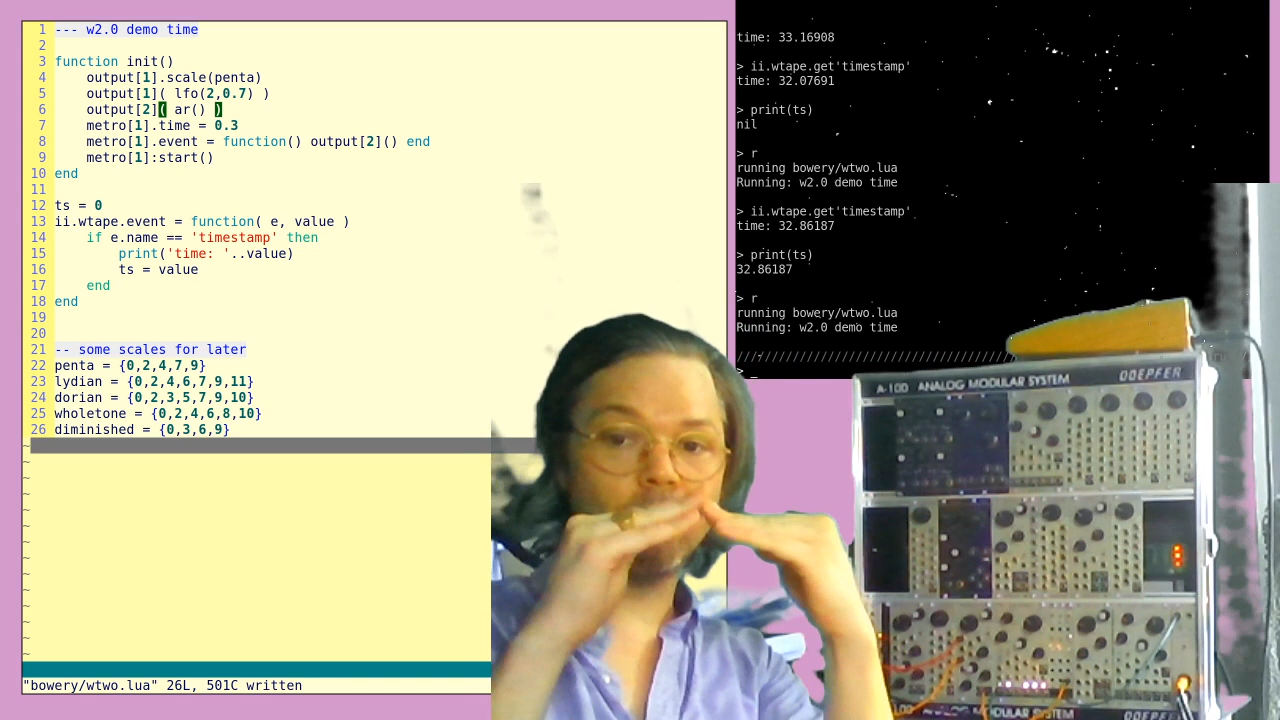 1 --- w2.0 demo time
2
3 function init()
4     output[1].scale(penta)
5     output[1]( lfo(2,0.7) )
6     output[2]( ar() )
7     metro[1].time = 0.3
8     metro[1].event = function() output[2]() end
9     metro[1]:start()
10 end
11
12 ts = 0
13 ii.wtape.event = function( e, value )
14     if e.name == 'timestamp' then
15         print('time: '..value)
16         ts = value
17     end
18 end
19
20
21 -- some scales for later
22 penta = {0,2,4,7,9}
23 lydian = {0,2,4,6,7,9,11}
24 dorian = {0,2,3,5,7,9,10}
25 wholetone = {0,2,4,6,8,10}
26 diminished = {0,3,6,9}
~
~
~
~
~
~
~
~
~
~
~
~
~
~
"bowery/wtwo.lua" 26L, 501C written
time: 33.16908
> ii.wtape.get'timestamp'
time: 32.07691
> print(ts)
nil
> r
running bowery/wtwo.lua
Running: w2.0 demo time
> ii.wtape.get'timestamp'
time: 32.86187
> print(ts)
32.86187
> r
running bowery/wtwo.lua
Running: w2.0 demo time
//////////////////////////////////////
> _
A-100 ANALOG MODULAR SYSTEM DOEPFER
ANALOG MODULAR SYSTEM DOEPFER